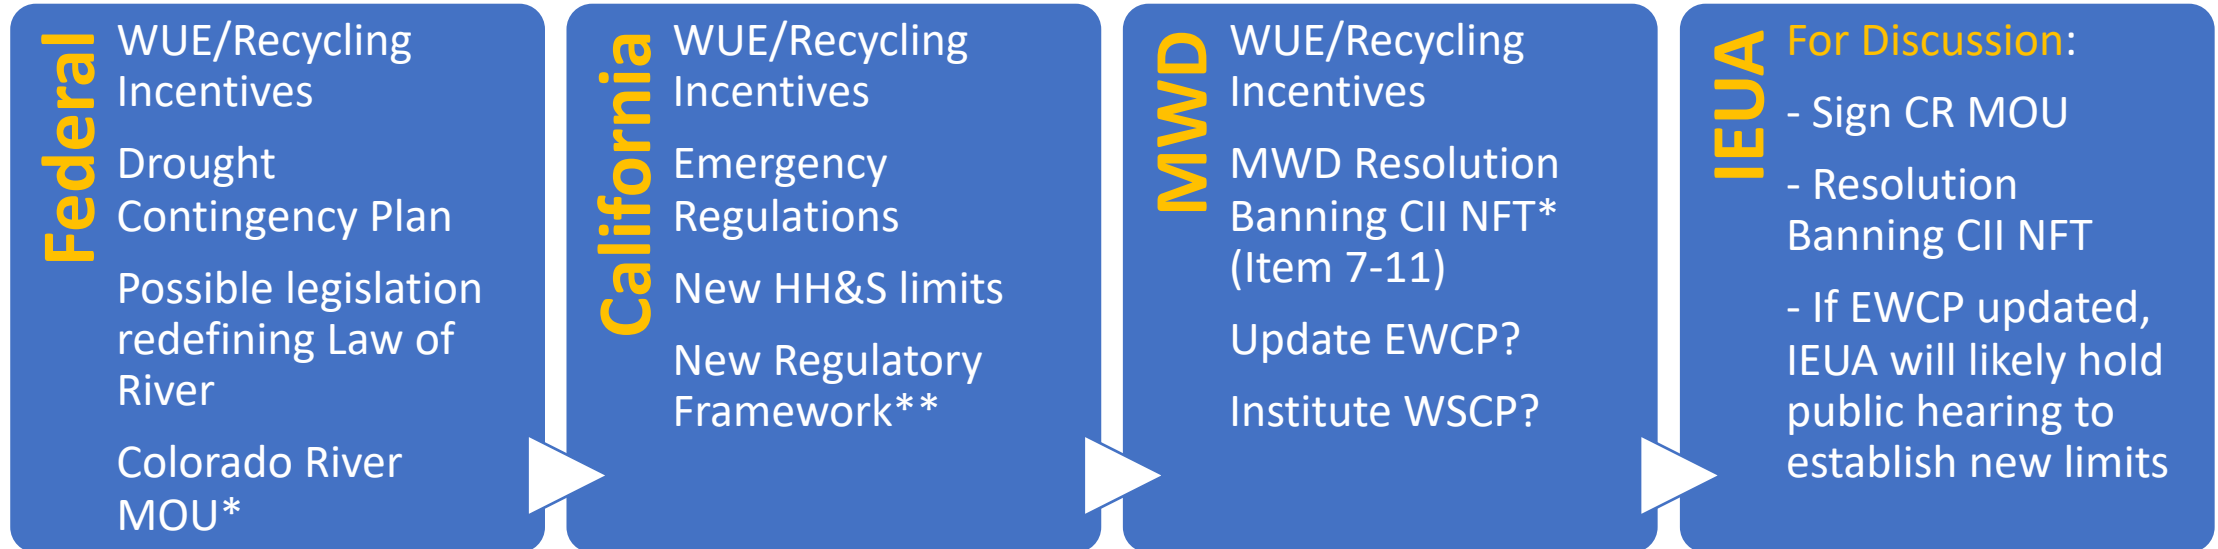 Federal
WUE/Recycling
Incentives
Drought
Contingency Plan
Possible legislation
redefining Law of
River
Colorado River
MOU*
California
WUE/Recycling
Incentives
Emergency
Regulations
New HH&S limits
New Regulatory
Framework**
MWD
WUE/Recycling
Incentives
MWD Resolution
Banning CII NFT*
(Item 7-11)
Update EWCP?
Institute WSCP?
IEUA
For Discussion:
- Sign CR MOU
- Resolution
Banning CII NFT
- If EWCP updated,
IEUA will likely hold
public hearing to
establish new limits